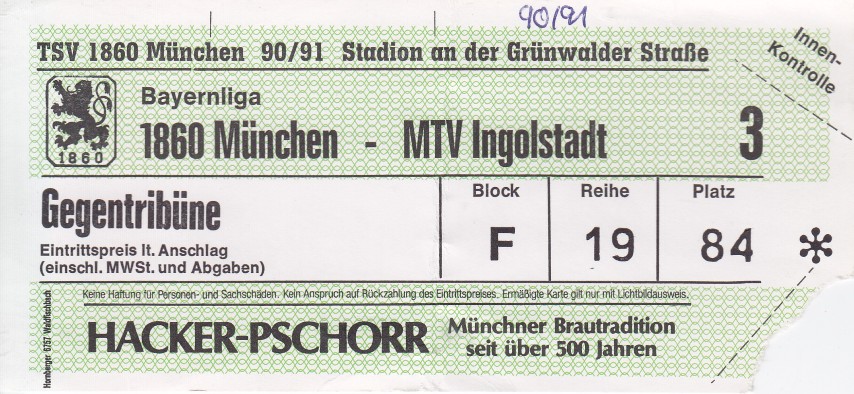 90/91
TSV 1860 München 90/91 Stadion an der Grünwalder Straße
Innen-
Kontrolle
Bayernliga
1860 München - MTV Ingolstadt 3
1860
Gegentribüne
Eintrittspreis lt. Anschlag
(einschl. MWSt. und Abgaben)
Block Reihe Platz
F 19 84 *
Keine Haftung für Personen- und Sachschäden. Kein Anspruch auf Rückzahlung des Eintrittspreises. Ermäßigte Karte gilt nur mit Lichtbildausweis.
HACKER-PSCHORR
Münchner Brautradition
seit über 500 Jahren
Hornberger 6757 Waldfischbach